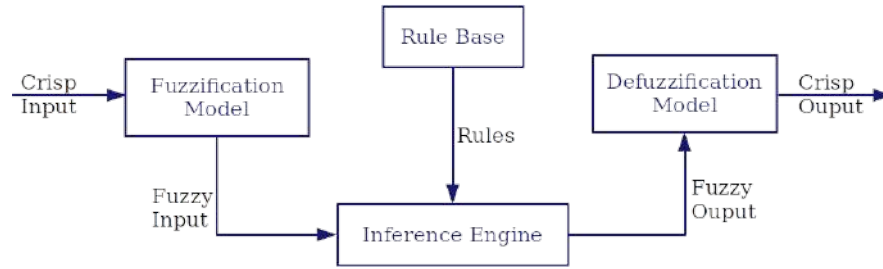 Rule Base
Crisp
Input
Fuzzification
Model
Defuzzification
Model
Crisp
Ouput
Rules
Fuzzy
Input
Fuzzy
Ouput
Inference Engine